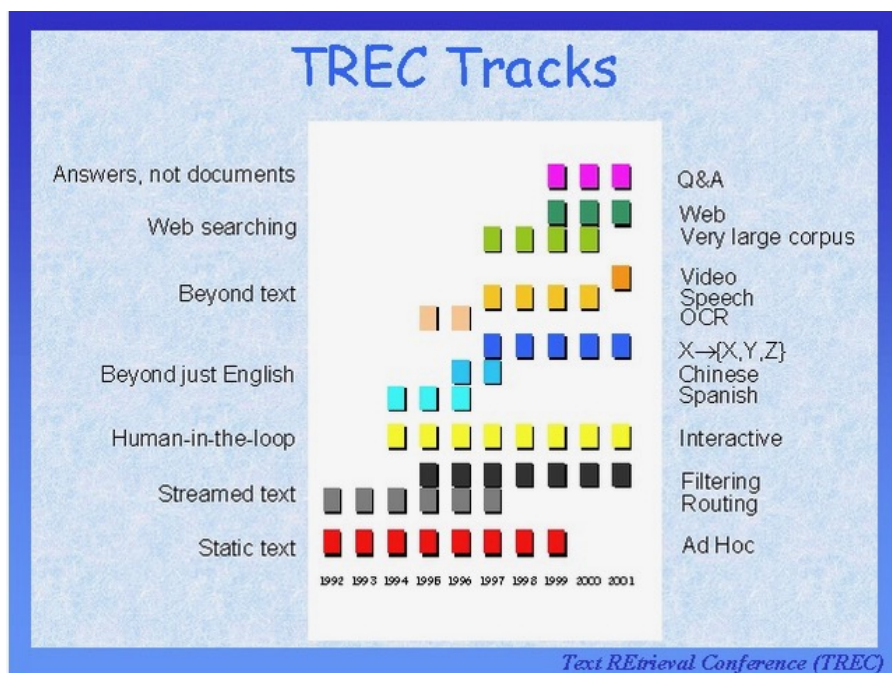 TREC Tracks
Answers, not documents
Q&A
Web searching
Web
Very large corpus
Beyond text
Video
Speech
OCR
Beyond just English
X→{X,Y,Z}
Chinese
Spanish
Human-in-the-loop
Interactive
Streamed text
Filtering
Routing
Static text
Ad Hoc
1992 1993 1994 1995 1996 1997 1998 1999 2000 2001
Text REtrieval Conference (TREC)